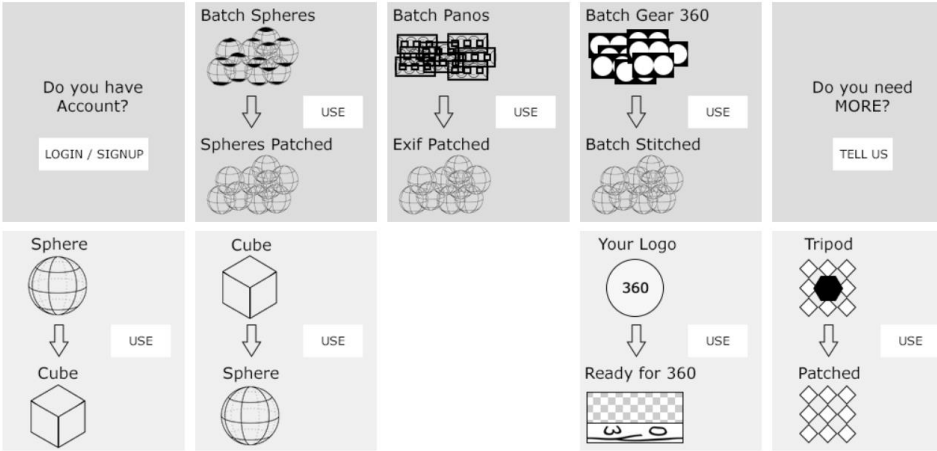 Do you have
Account?
LOGIN / SIGNUP
Batch Spheres
USE
Spheres Patched
Batch Panos
USE
Exif Patched
Batch Gear 360
USE
Batch Stitched
Do you need
MORE?
TELL US
Sphere
USE
Cube
Cube
USE
Sphere
Your Logo
360
USE
Ready for 360
Tripod
USE
Patched